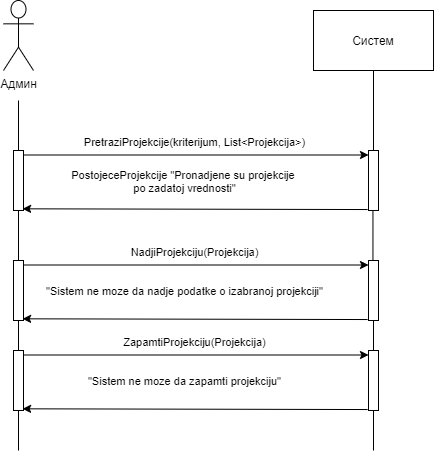 Систем
Админ
PretraziProjekcije(kriterijum, List<Projekcija>)
PostojeceProjekcije "Pronadjene su projekcije
po zadatoj vrednosti"
NadjiProjekciju(Projekcija)
"Sistem ne moze da nadje podatke o izabranoj projekciji"
ZapamtiProjekciju(Projekcija)
"Sistem ne moze da zapamti projekciju"